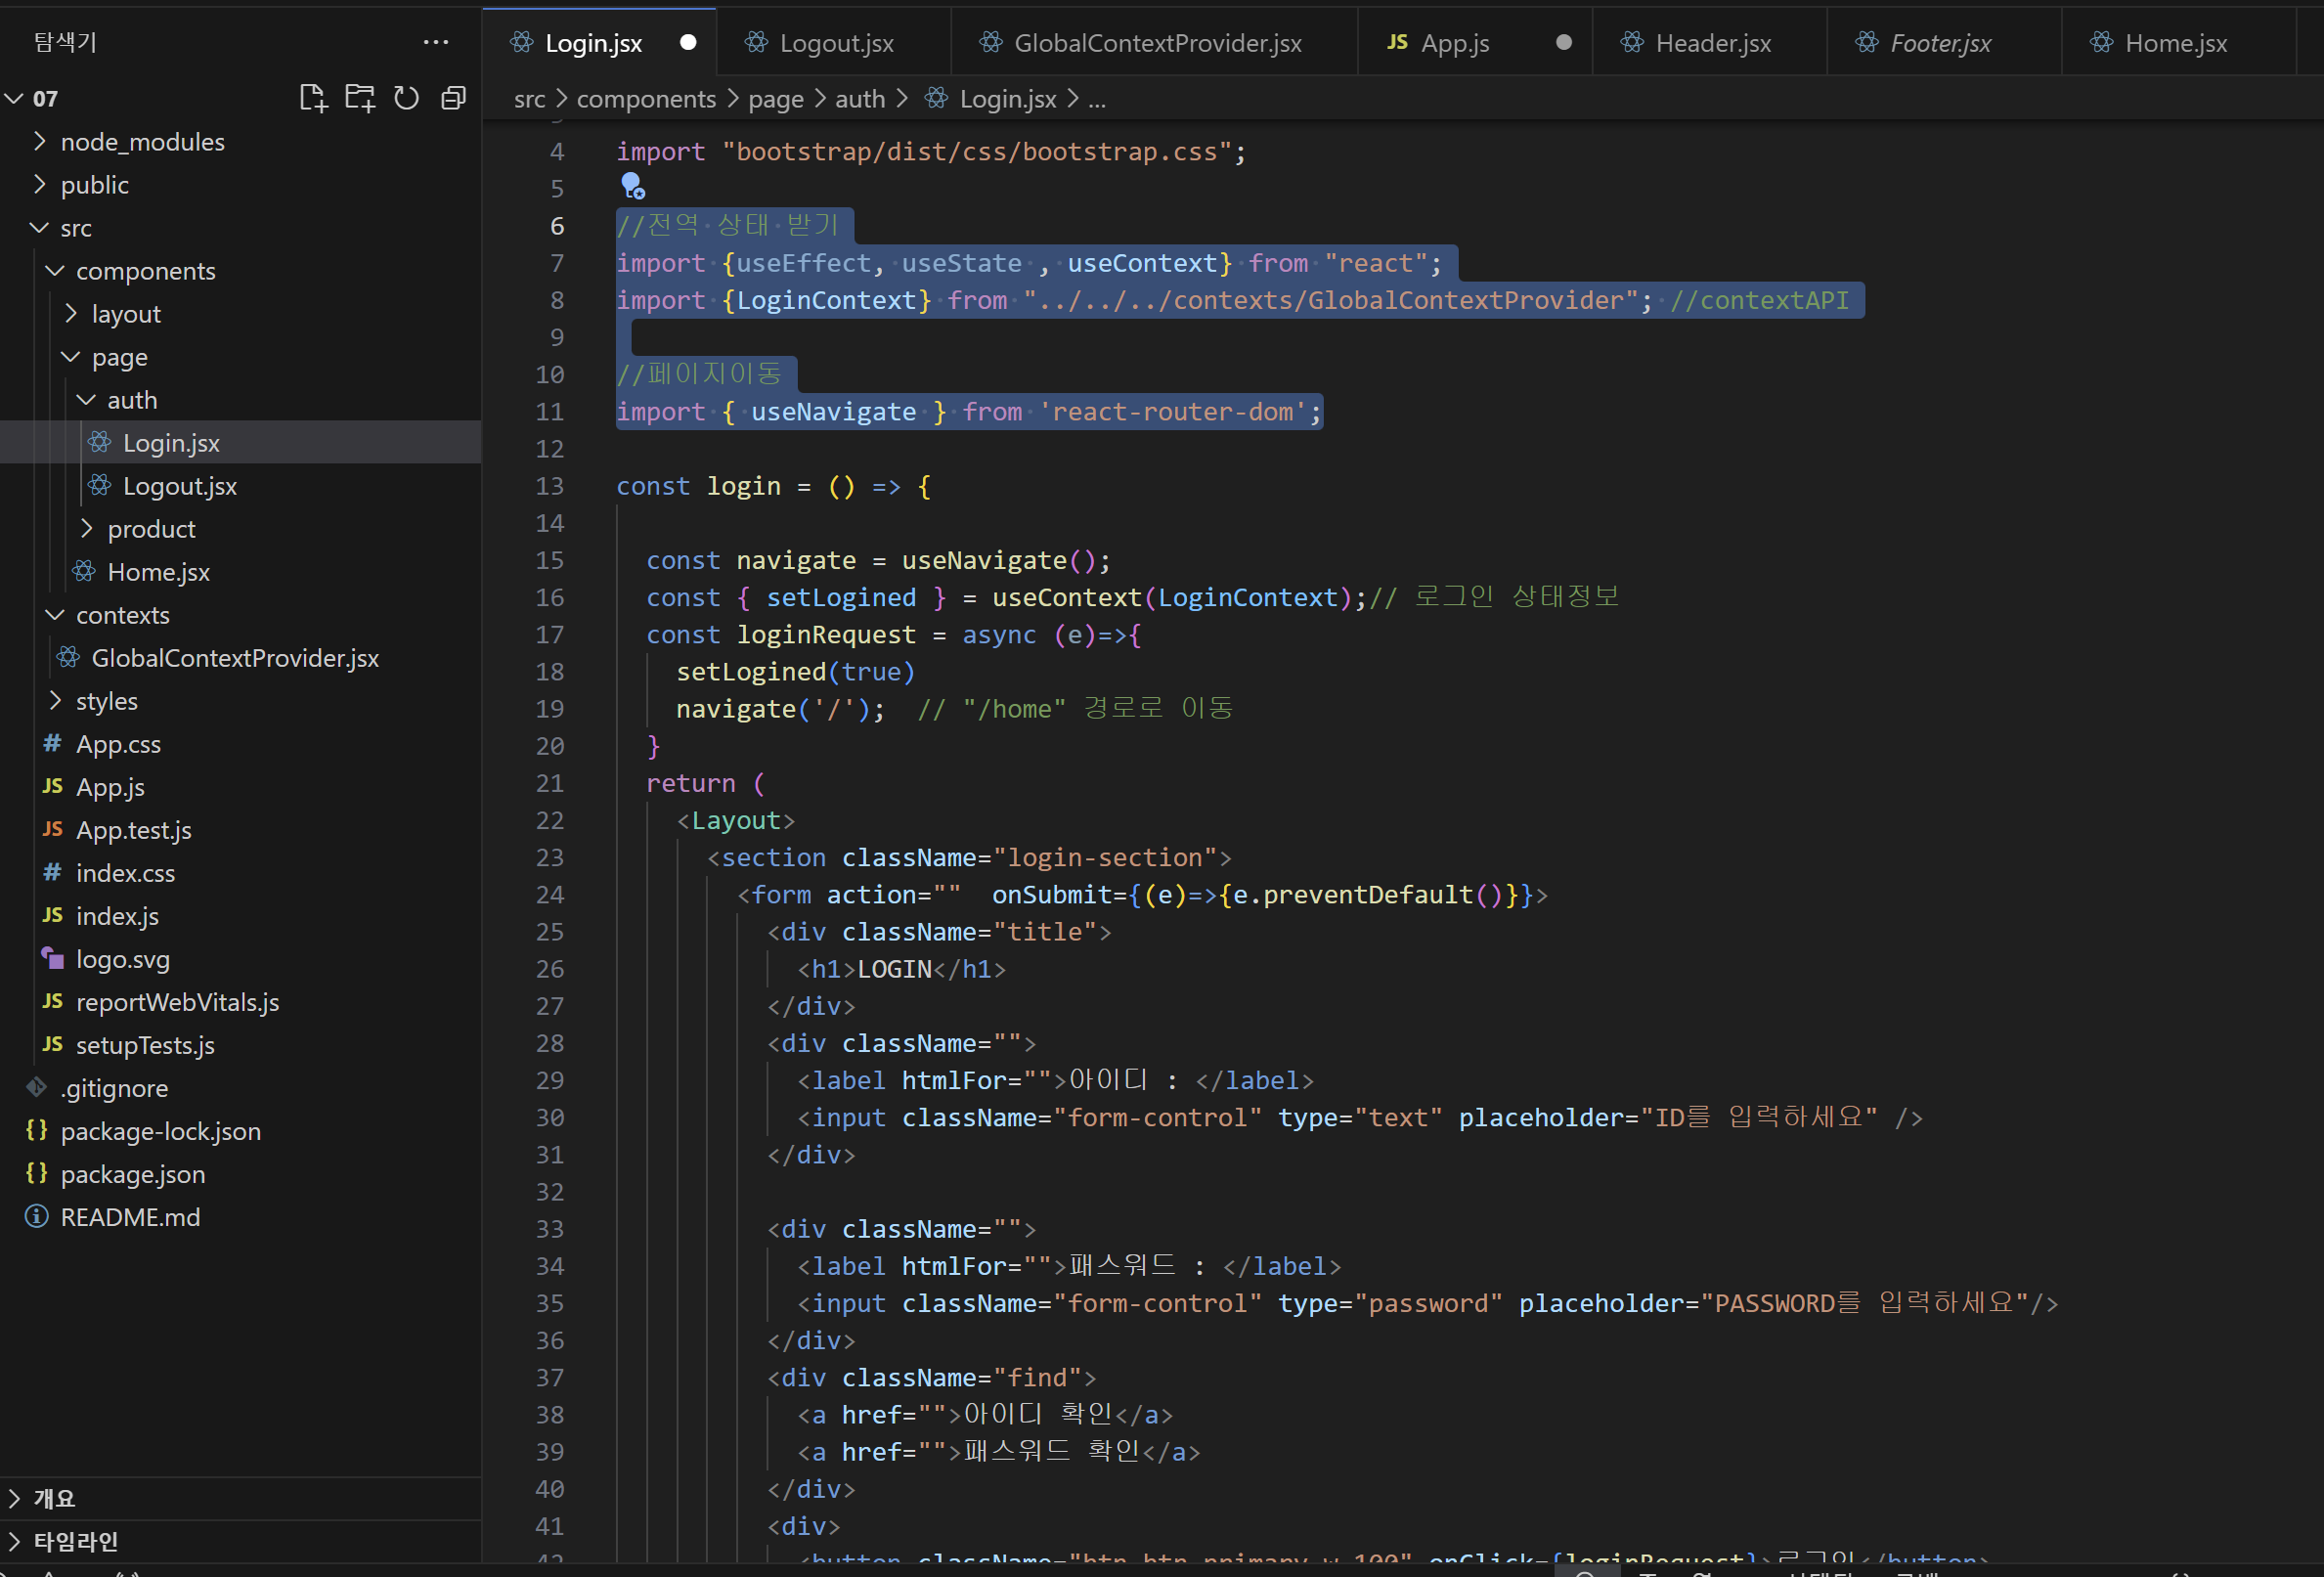 탐색기
07
node_modules
public
src
components
layout
page
auth
Login.jsx
Logout.jsx
product
Home.jsx
contexts
GlobalContextProvider.jsx
styles
App.css
App.js
App.test.js
index.css
index.js
logo.svg
reportWebVitals.js
setupTests.js
.gitignore
package-lock.json
package.json
README.md
개요
타임라인
Login.jsx Logout.jsx GlobalContextProvider.jsx JS App.js Header.jsx Footer.jsx Home.jsx
src > components > page > auth > Login.jsx > ...
4 import "bootstrap/dist/css/bootstrap.css";
5
6 //전역 상태 받기
7 import {useEffect, useState , useContext} from "react";
8 import {LoginContext} from "../../../contexts/GlobalContextProvider"; //contextAPI
9
10 //페이지이동
11 import { useNavigate } from 'react-router-dom';
12
13 const login = () => {
14
15 const navigate = useNavigate();
16 const { setLogined } = useContext(LoginContext);// 로그인 상태정보
17 const loginRequest = async (e)=>{
18 setLogined(true)
19 navigate('/'); // "/home" 경로로 이동
20 }
21 return (
22 <Layout>
23 <section className="login-section">
24 <form action="" onSubmit={(e)=>{e.preventDefault()}}>
25 <div className="title">
26 <h1>LOGIN</h1>
27 </div>
28 <div className="">
29 <label htmlFor="">아이디 : </label>
30 <input className="form-control" type="text" placeholder="ID를 입력하세요" />
31 </div>
32
33 <div className="">
34 <label htmlFor="">패스워드 : </label>
35 <input className="form-control" type="password" placeholder="PASSWORD를 입력하세요"/>
36 </div>
37 <div className="find">
38 <a href="">아이디 확인</a>
39 <a href="">패스워드 확인</a>
40 </div>
41 <div>
42 <button className="btn btn-primary w-100" onClick={loginRequest}>로그인</button>